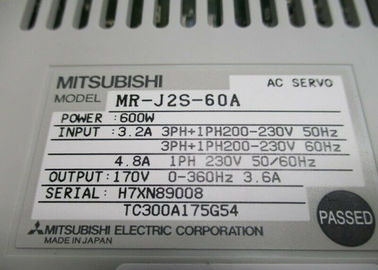 MITSUBISHI AC SERVO
MODEL MR-J2S-60A
POWER : 600W
INPUT : 3.2A 3PH+1PH200-230V 50Hz
3PH+1PH200-230V 60Hz
4.8A 1PH 230V 50/60Hz
OUTPUT: 170V 0-360Hz 3.6A
SERIAL: H7XN89008
TC300A175G54
PASSED
MITSUBISHI ELECTRIC CORPORATION
MADE IN JAPAN